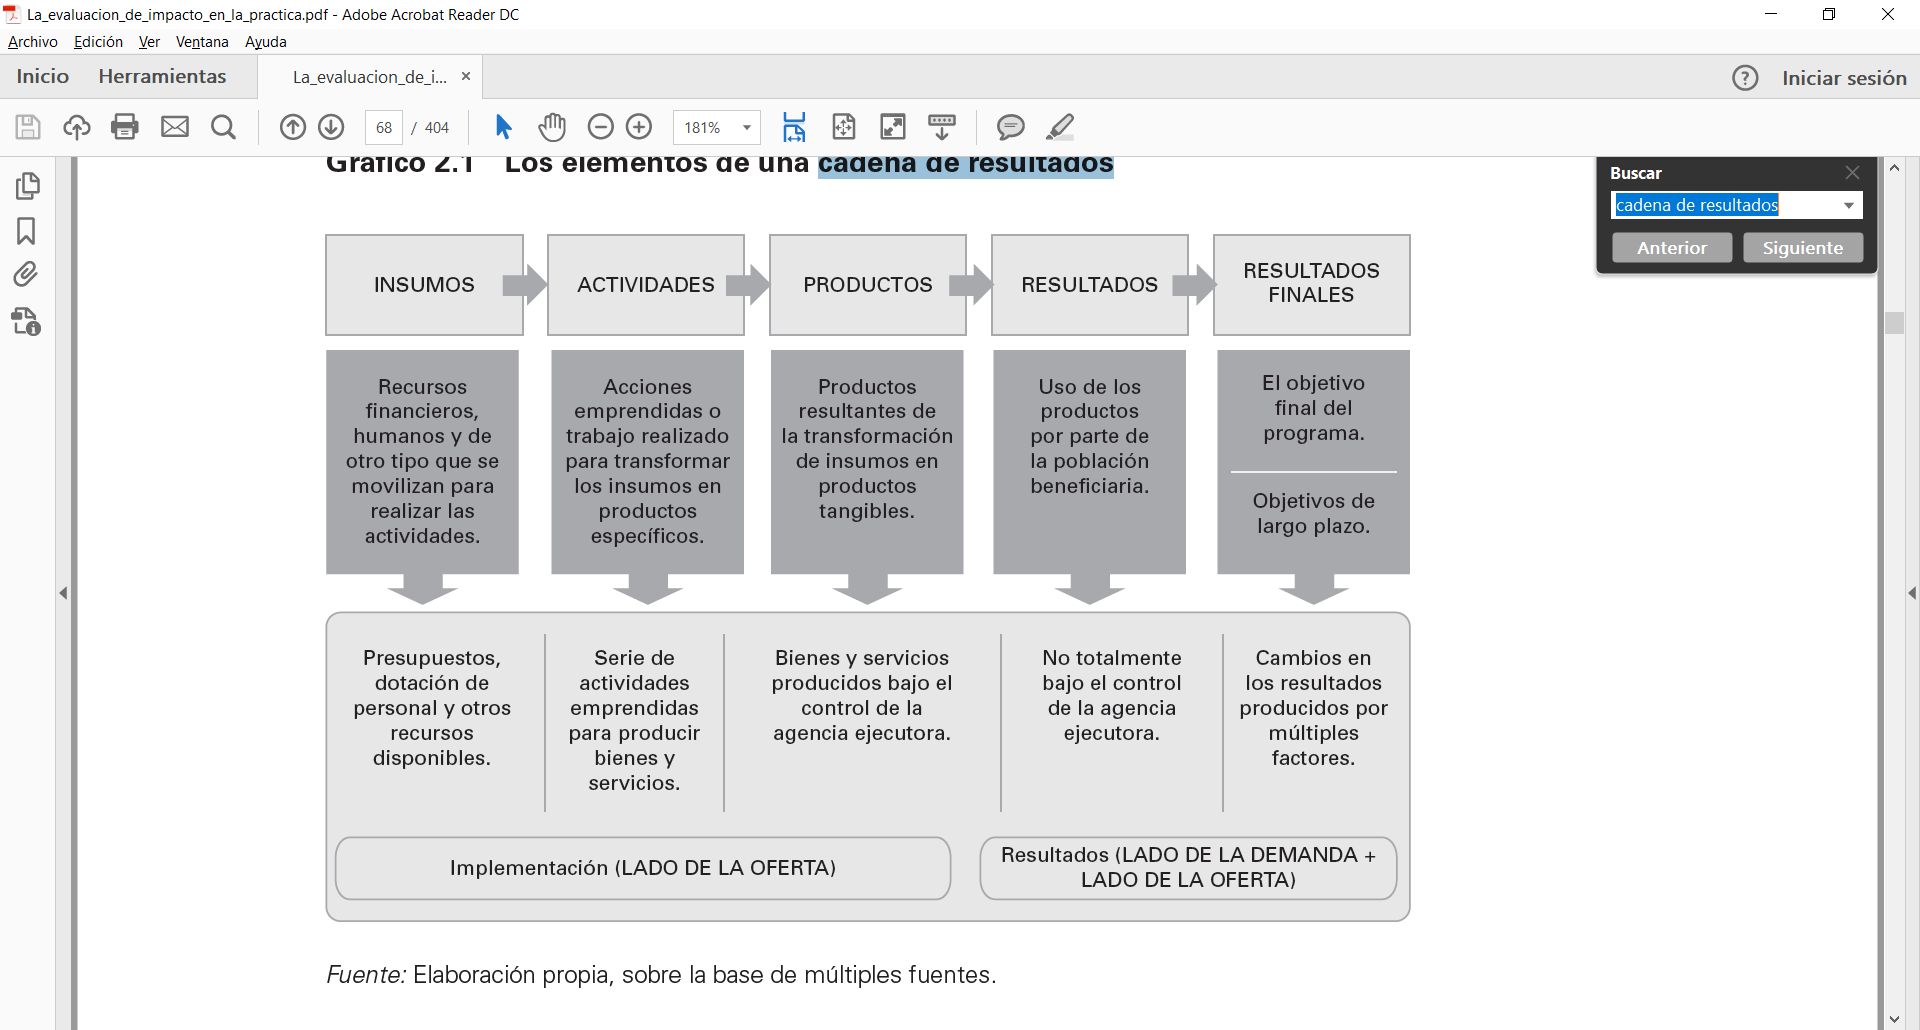 La_evaluacion_de_impacto_en_la_practica.pdf - Adobe Acrobat Reader DC
Archivo Edición Ver Ventana Ayuda
Inicio Herramientas La_evaluacion_de_i... × Iniciar sesión
68 / 404 181%
Gráfico 2.1 Los elementos de una cadena de resultados
Buscar
cadena de resultados
Anterior Siguiente
INSUMOS
ACTIVIDADES
PRODUCTOS
RESULTADOS
RESULTADOS
FINALES
Recursos
financieros,
humanos y de
otro tipo que se
movilizan para
realizar las
actividades.
Acciones
emprendidas o
trabajo realizado
para transformar
los insumos en
productos
específicos.
Productos
resultantes de
la transformación
de insumos en
productos
tangibles.
Uso de los
productos
por parte de
la población
beneficiaria.
El objetivo
final del
programa.
Objetivos de
largo plazo.
Presupuestos,
dotación de
personal y otros
recursos
disponibles.
Serie de
actividades
emprendidas
para producir
bienes y
servicios.
Bienes y servicios
producidos bajo el
control de la
agencia ejecutora.
No totalmente
bajo el control
de la agencia
ejecutora.
Cambios en
los resultados
producidos por
múltiples
factores.
Implementación (LADO DE LA OFERTA)
Resultados (LADO DE LA DEMANDA +
LADO DE LA OFERTA)
Fuente: Elaboración propia, sobre la base de múltiples fuentes.